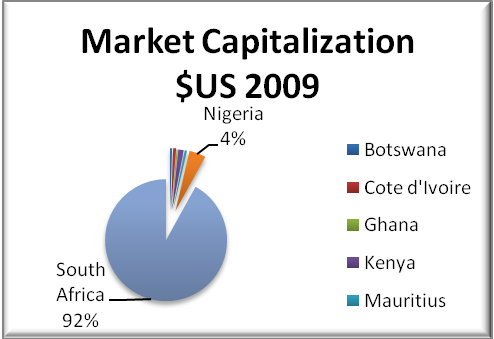 Market Capitalization
$US 2009
Nigeria
4%
South
Africa
92%
Botswana
Cote d'Ivoire
Ghana
Kenya
Mauritius